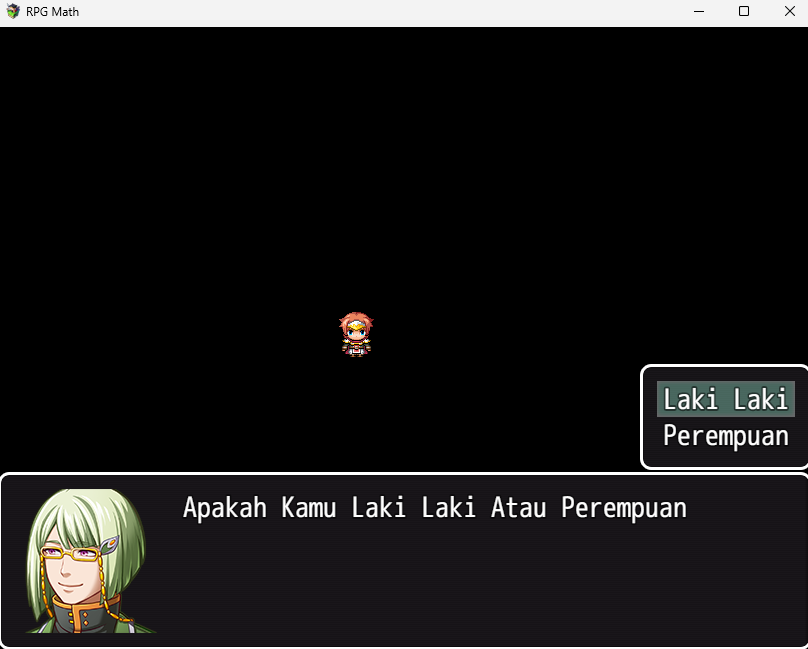 RPG Math
Laki Laki
Perempuan
Apakah Kamu Laki Laki Atau Perempuan